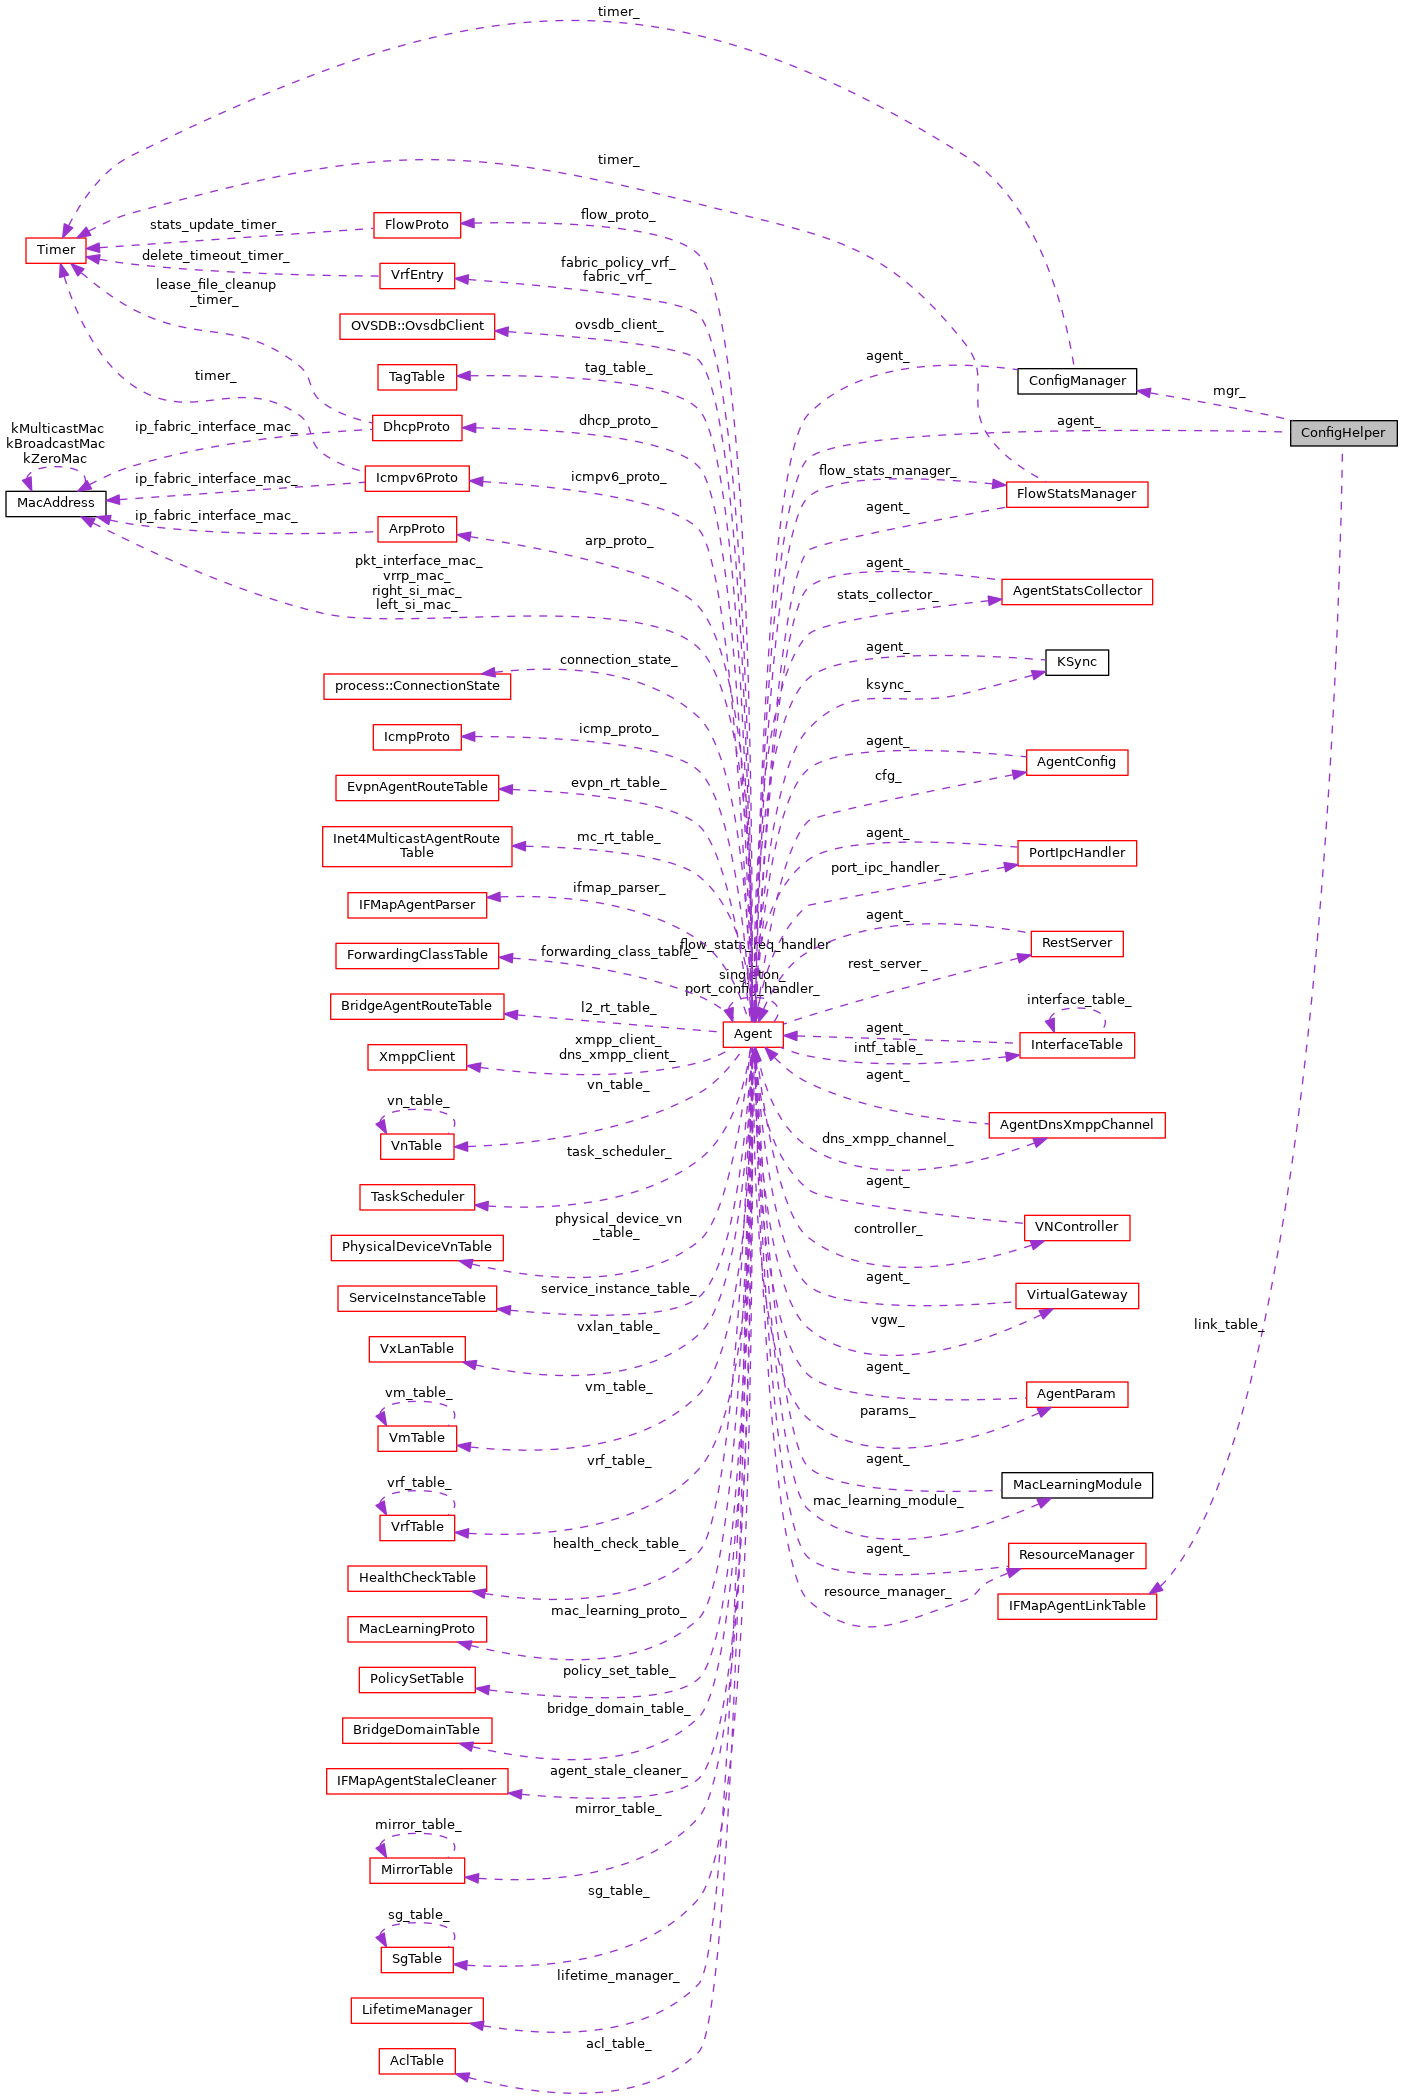 timer_
timer_
flow_proto_
FlowProto
stats_update_timer_
Timer
delete_timeout_timer_
fabric_policy_vrf_
fabric_vrf_
VrfEntry
lease_file_cleanup
_timer_
OVSDB::OvsdbClient
ovsdb_client_
timer_
TagTable
tag_table_
agent_
ConfigManager
mgr_
kMulticastMac
kBroadcastMac
kZeroMac
MacAddress
ip_fabric_interface_mac_
DhcpProto
dhcp_proto_
agent_
ConfigHelper
ip_fabric_interface_mac_
Icmpv6Proto
icmpv6_proto_
flow_stats_manager_
FlowStatsManager
agent_
ip_fabric_interface_mac_
ArpProto
arp_proto_
pkt_interface_mac_
vrrp_mac_
right_si_mac_
left_si_mac_
agent_
stats_collector_
AgentStatsCollector
process::ConnectionState
connection_state_
agent_
ksync_
KSync
IcmpProto
icmp_proto_
agent_
cfg_
AgentConfig
EvpnAgentRouteTable
evpn_rt_table_
Inet4MulticastAgentRoute
Table
mc_rt_table_
agent_
port_ipc_handler_
PortIpcHandler
IFMapAgentParser
ifmap_parser_
agent_
rest_server_
RestServer
ForwardingClassTable
forwarding_class_table_
flow_stats_req_handler
_
singleton_
port_config_handler_
BridgeAgentRouteTable
l2_rt_table_
Agent
agent_
intf_table_
interface_table_
InterfaceTable
XmppClient
xmpp_client_
dns_xmpp_client_
vn_table_
vn_table_
VnTable
agent_
dns_xmpp_channel_
AgentDnsXmppChannel
TaskScheduler
task_scheduler_
agent_
controller_
VNController
PhysicalDeviceVnTable
physical_device_vn
_table_
ServiceInstanceTable
service_instance_table_
agent_
vgw_
VirtualGateway
link_table_
VxLanTable
vxlan_table_
vm_table_
VmTable
vm_table_
agent_
params_
AgentParam
vrf_table_
VrfTable
vrf_table_
agent_
mac_learning_module_
MacLearningModule
HealthCheckTable
health_check_table_
agent_
resource_manager_
ResourceManager
IFMapAgentLinkTable
MacLearningProto
mac_learning_proto_
PolicySetTable
policy_set_table_
BridgeDomainTable
bridge_domain_table_
IFMapAgentStaleCleaner
agent_stale_cleaner_
mirror_table_
mirror_table_
MirrorTable
sg_table_
sg_table_
SgTable
LifetimeManager
lifetime_manager_
AclTable
acl_table_